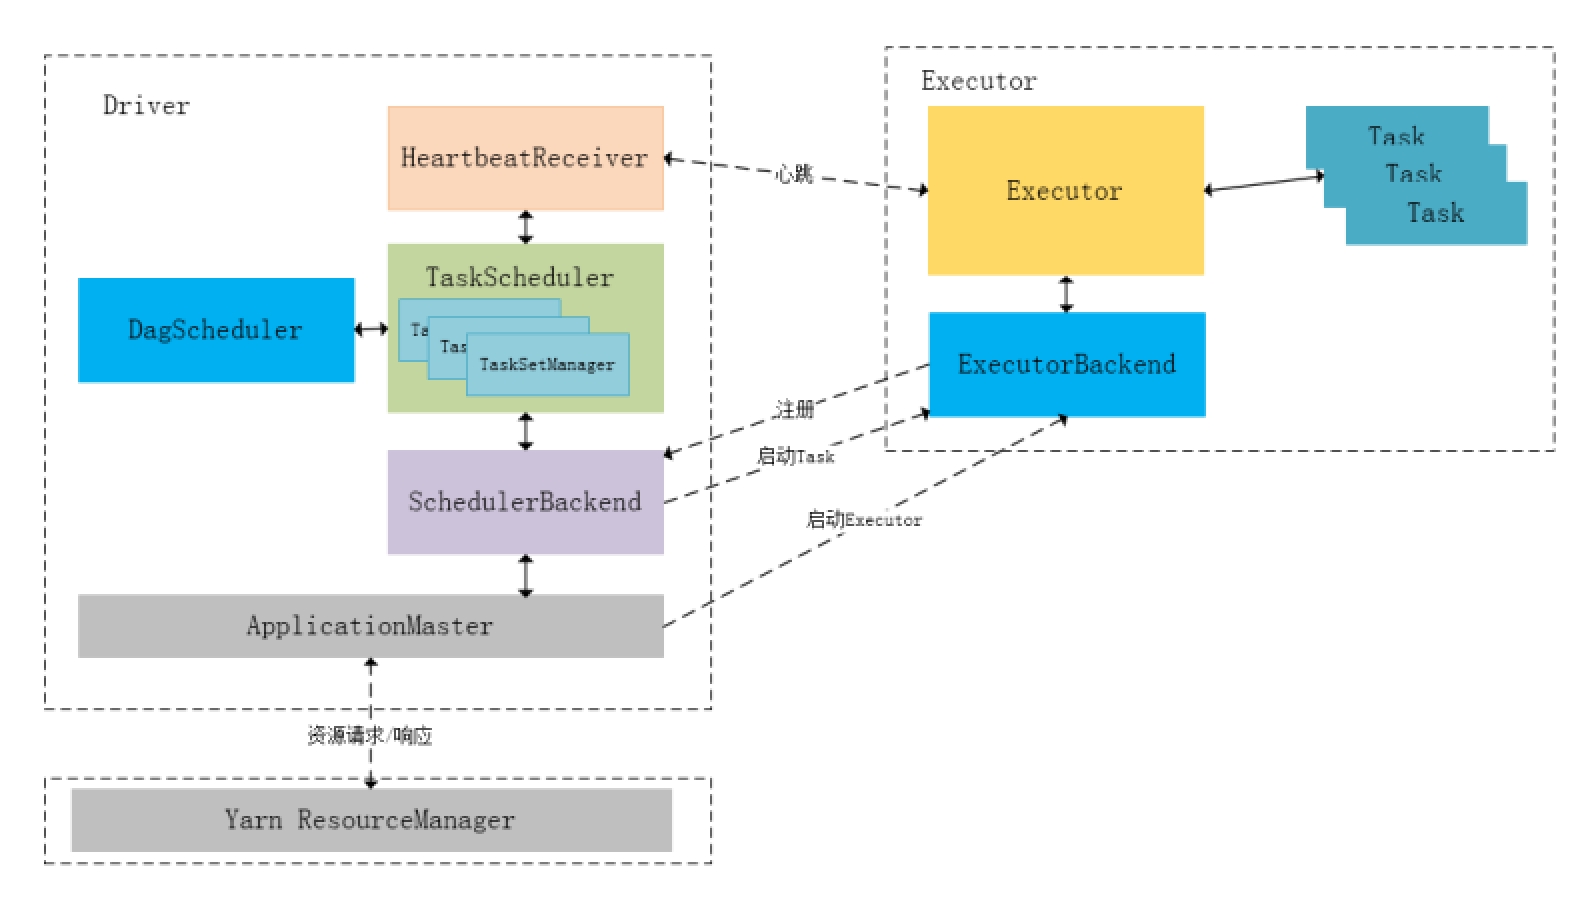 Driver
HeartbeatReceiver
TaskScheduler
Ta
Tas
TaskSetManager
DagScheduler
SchedulerBackend
ApplicationMaster
资源请求/响应
Yarn ResourceManager
心跳
注册
启动Task
启动Executor
Executor
Executor
Task
Task
Task
ExecutorBackend